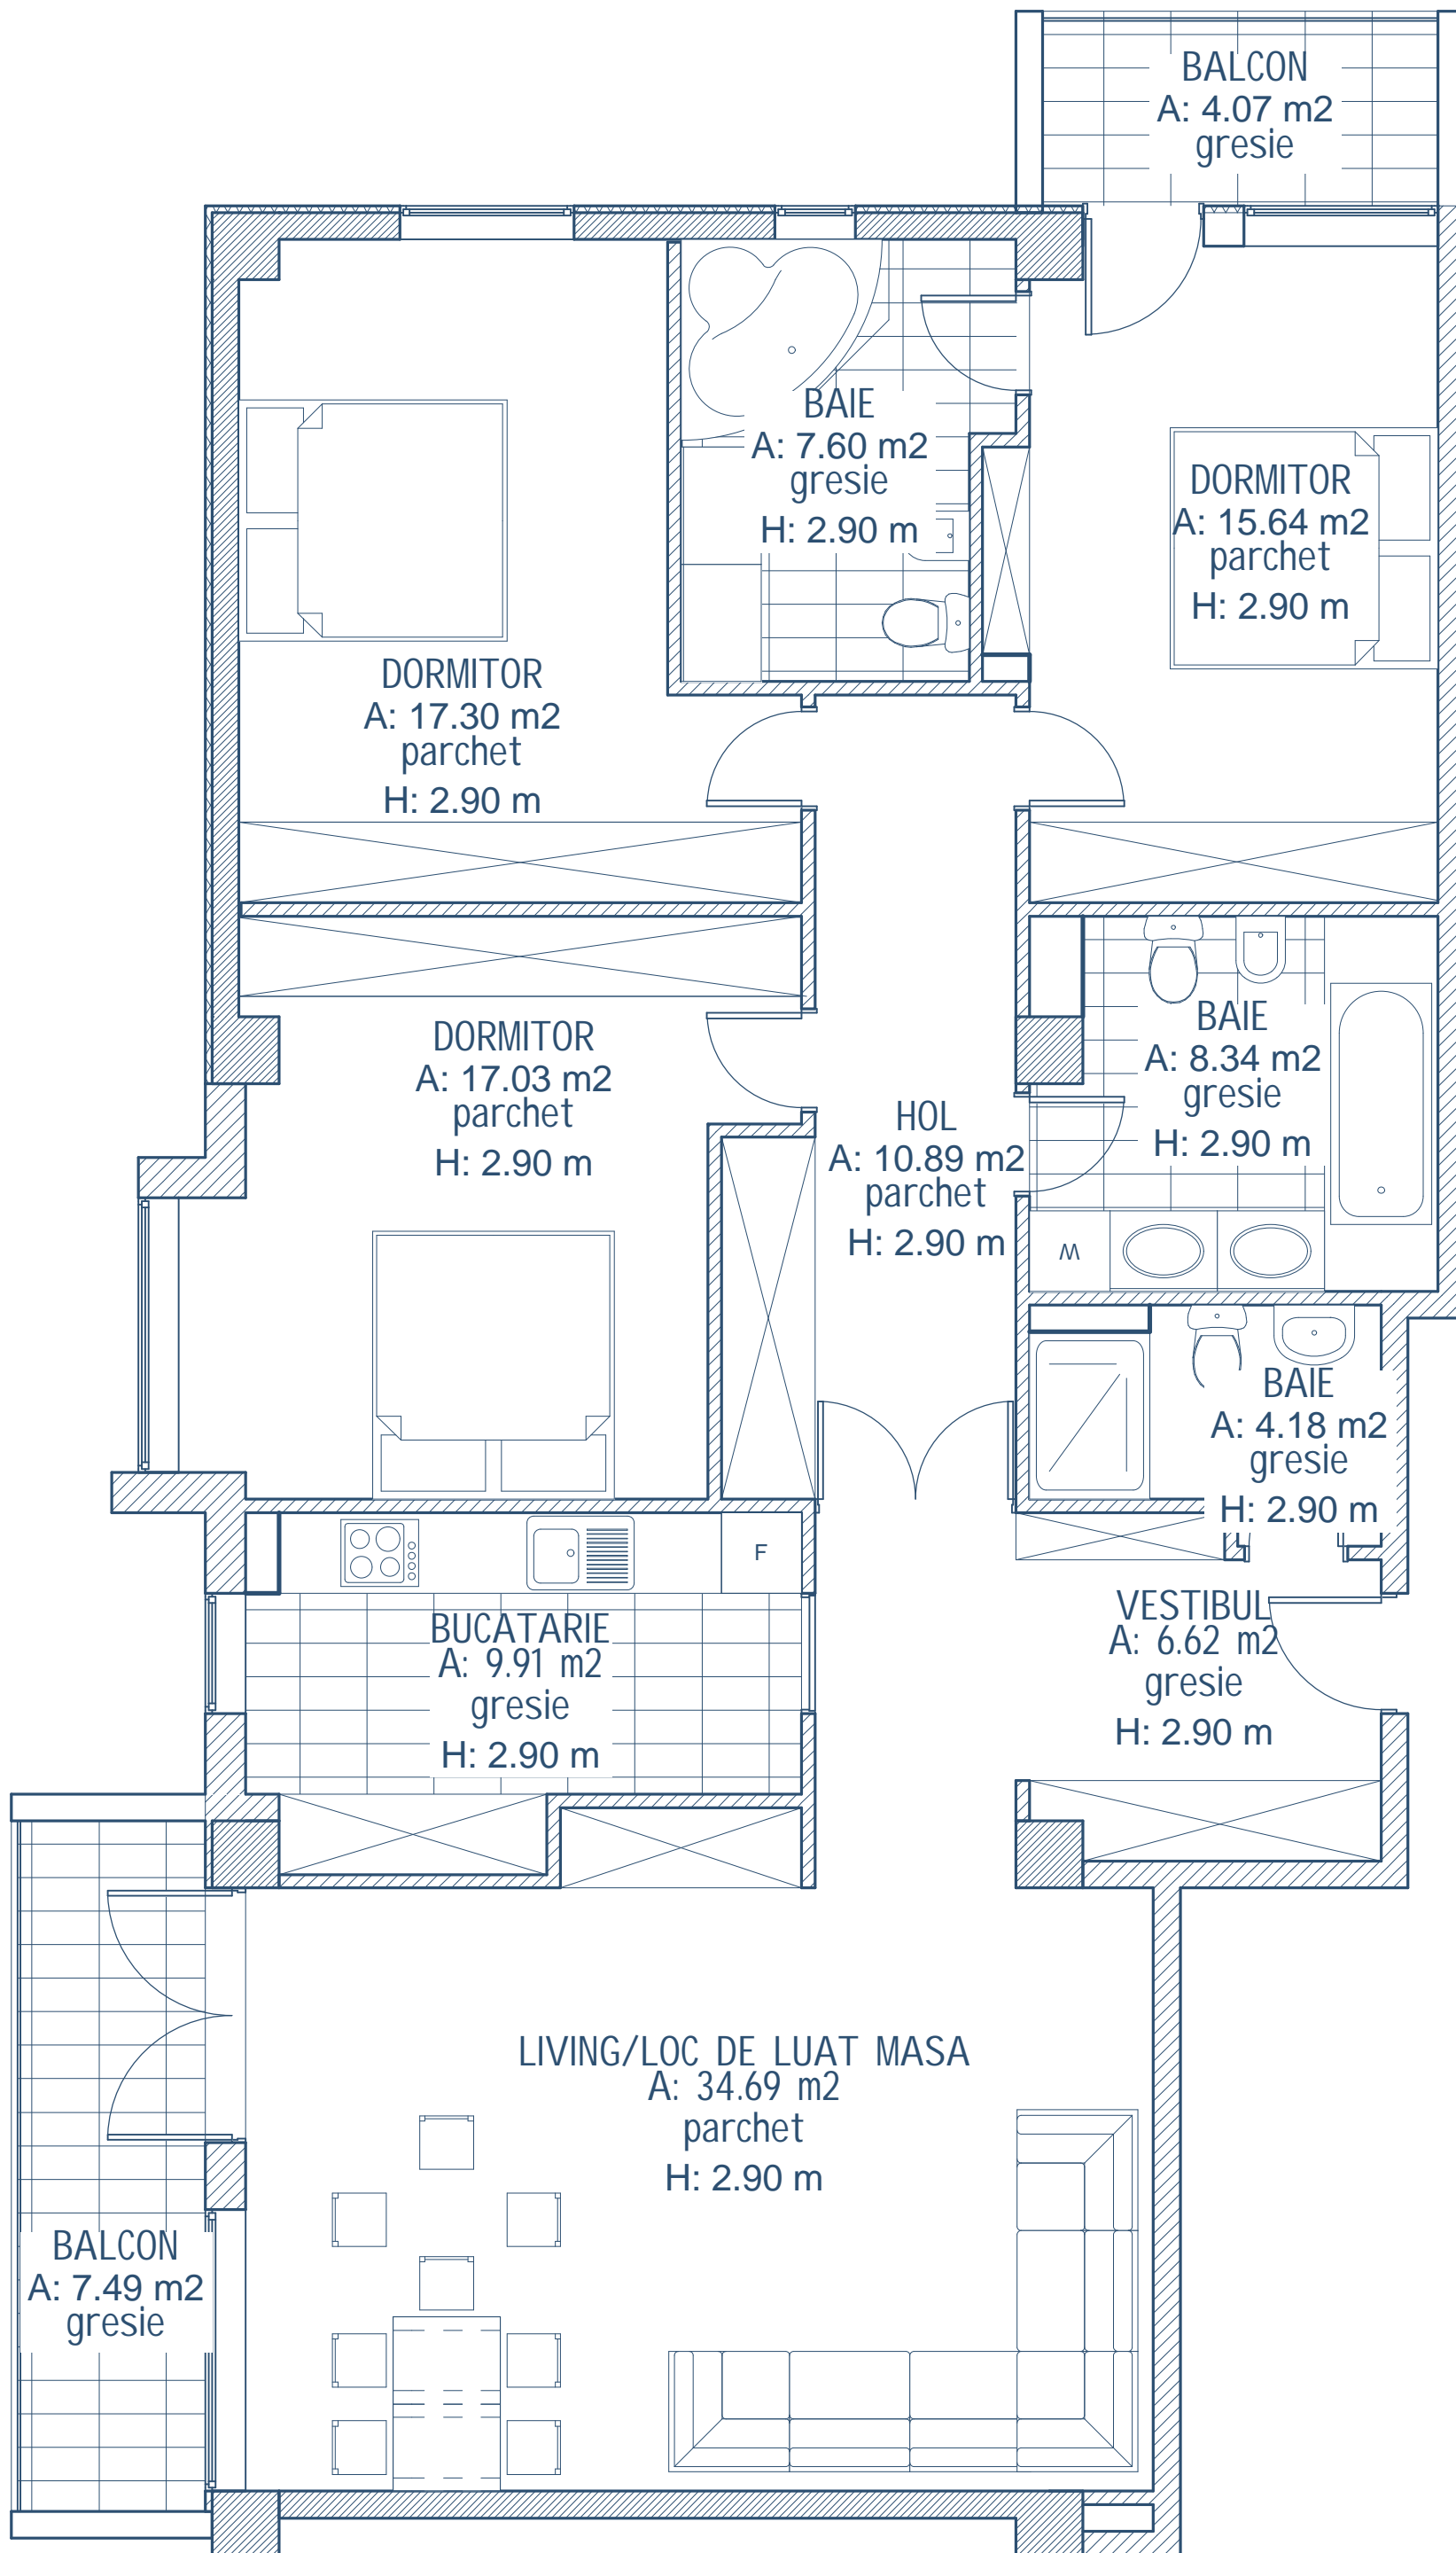 BALCON
A: 4.07 m2
gresie
BAIE
A: 7.60 m2
gresie
H: 2.90 m
DORMITOR
A: 15.64 m2
parchet
H: 2.90 m
DORMITOR
A: 17.30 m2
parchet
H: 2.90 m
DORMITOR
A: 17.03 m2
parchet
H: 2.90 m
BAIE
A: 8.34 m2
gresie
H: 2.90 m
HOL
A: 10.89 m2
parchet
H: 2.90 m
M
BAIE
A: 4.18 m2
gresie
H: 2.90 m
F
BUCATARIE
A: 9.91 m2
gresie
H: 2.90 m
VESTIBUL
A: 6.62 m2
gresie
H: 2.90 m
LIVING/LOC DE LUAT MASA
A: 34.69 m2
parchet
H: 2.90 m
BALCON
A: 7.49 m2
gresie